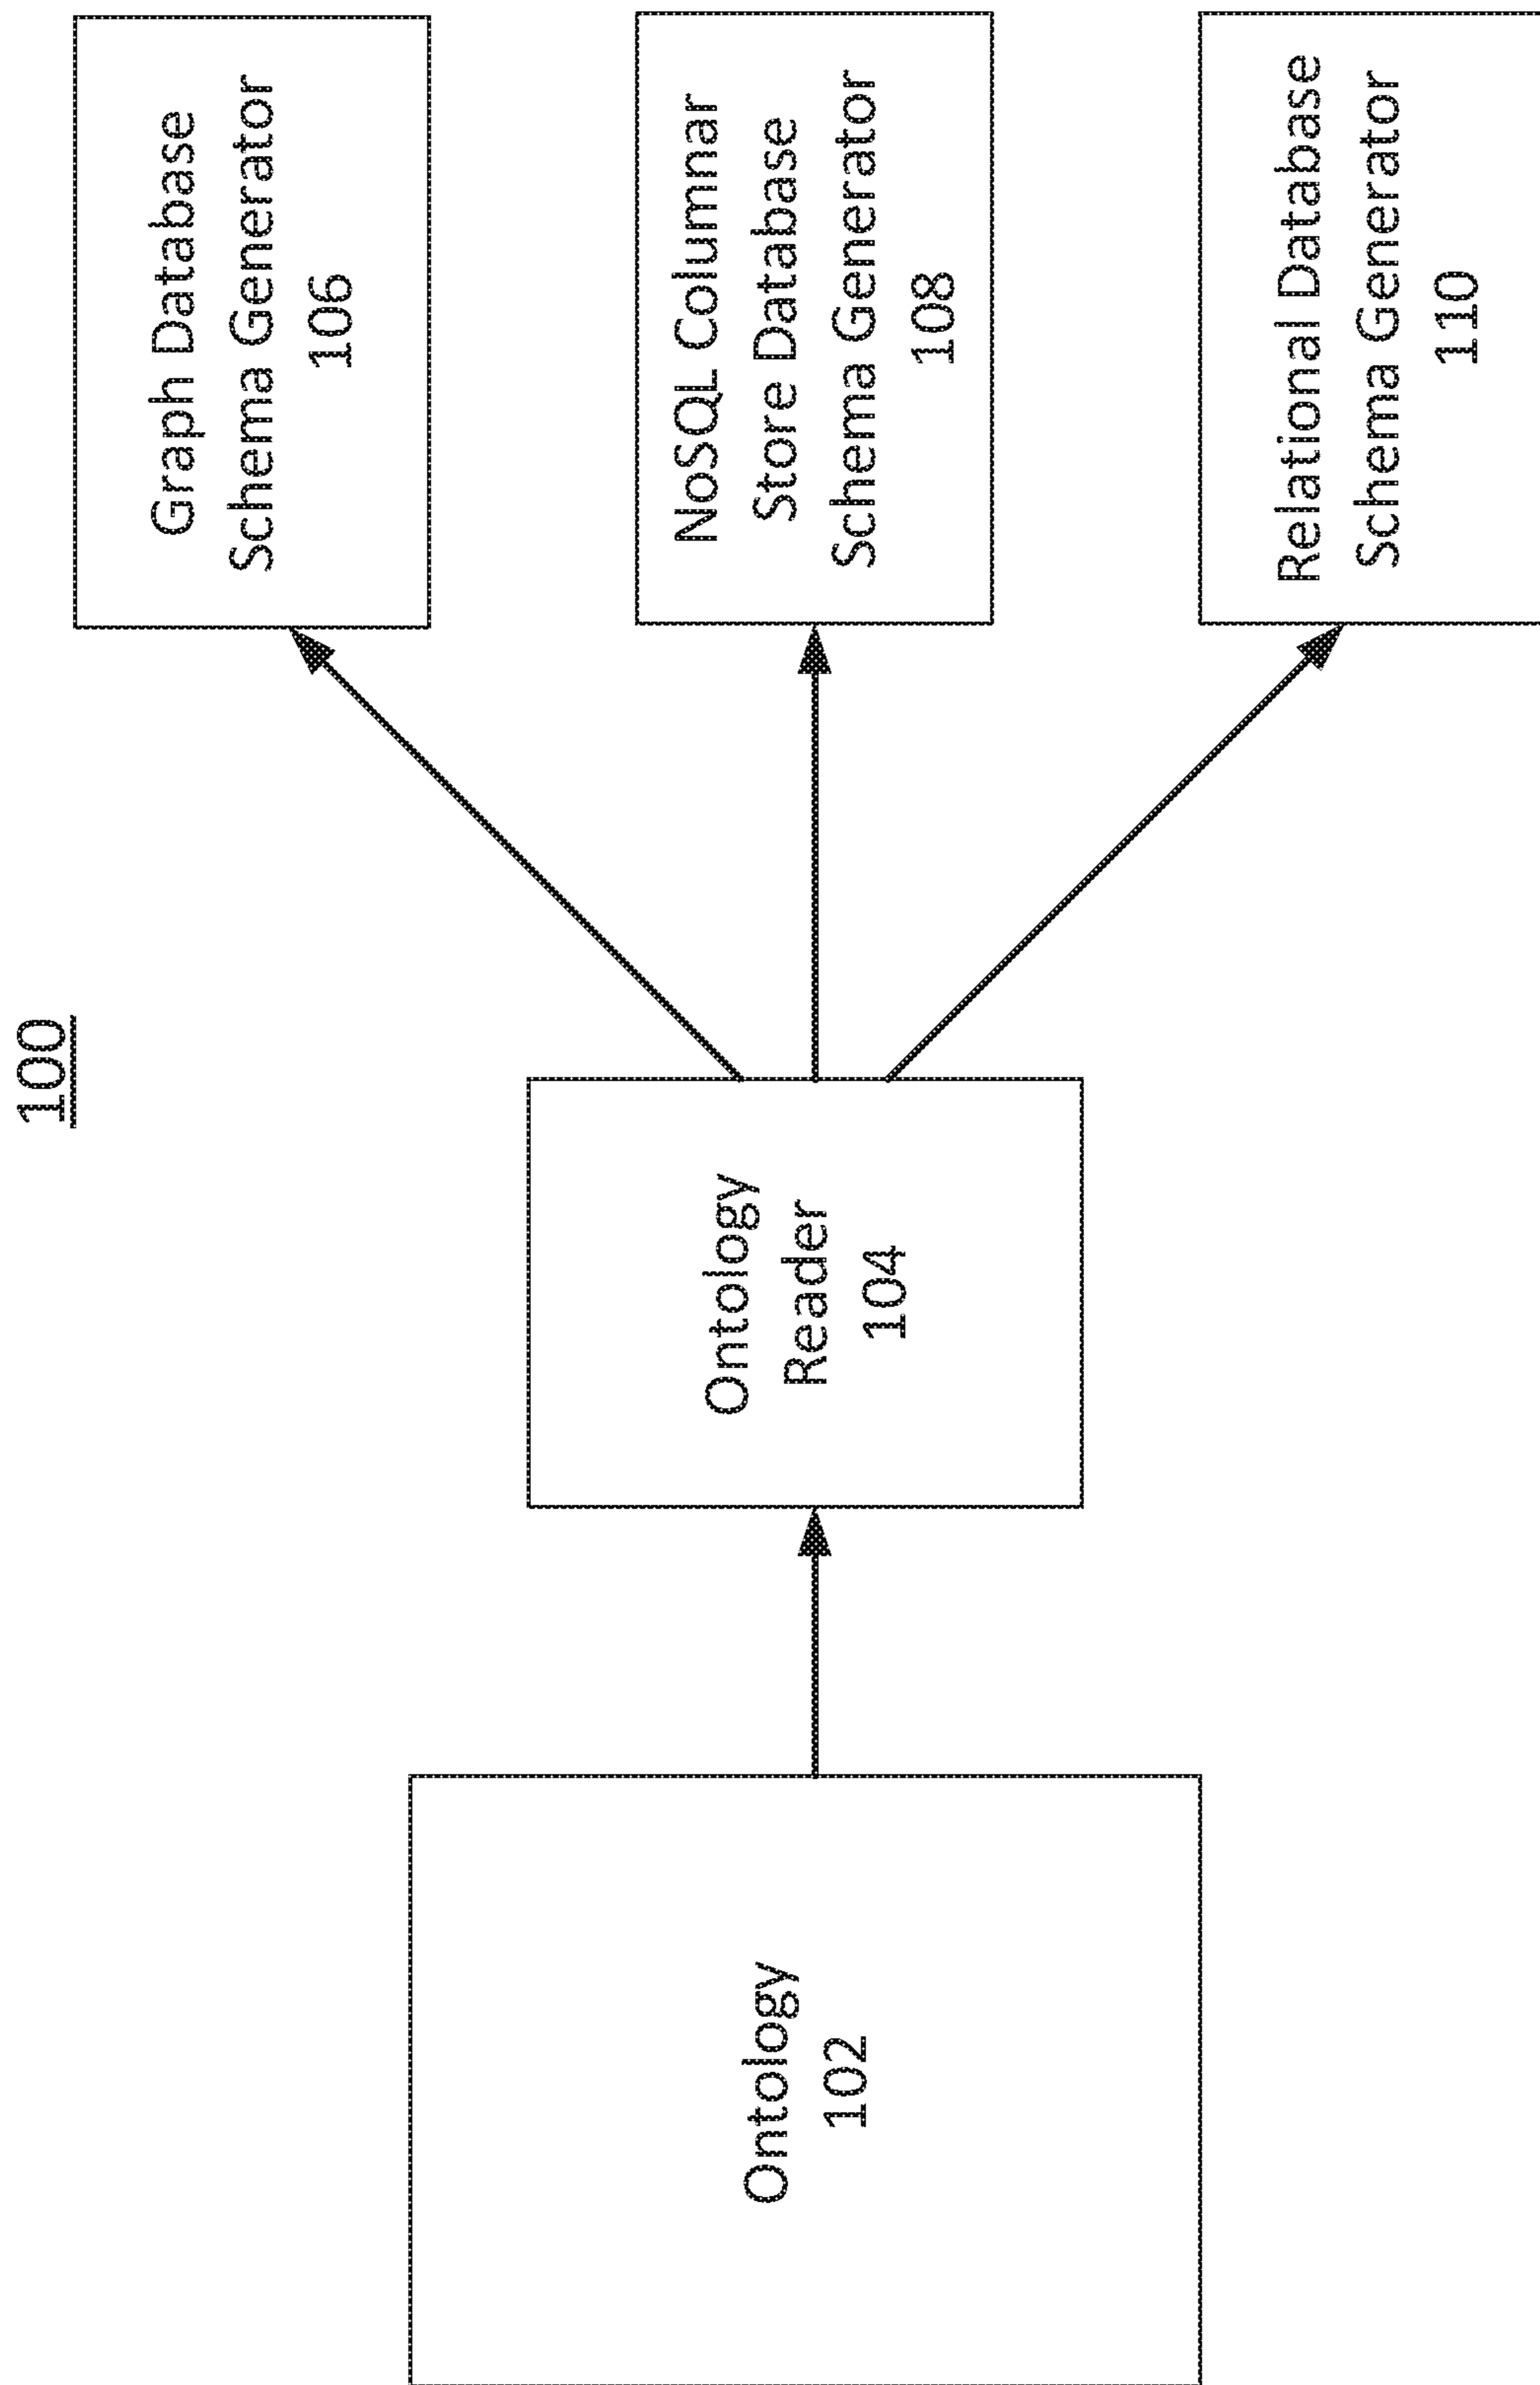 100
Ontology
102
Ontology
Reader
104
Graph Database
Schema Generator
106
NoSQL Columnar
Store Database
Schema Generator
108
Relational Database
Schema Generator
110